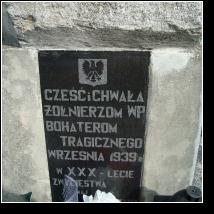 CZEŚĆ i CHWAŁA
ŻOŁNIERZOM WP
BOHATEROM
TRAGICZNEGO
WRZEŚNIA 1939 R
W XXX-LECIE
ZWYCIĘSTWA